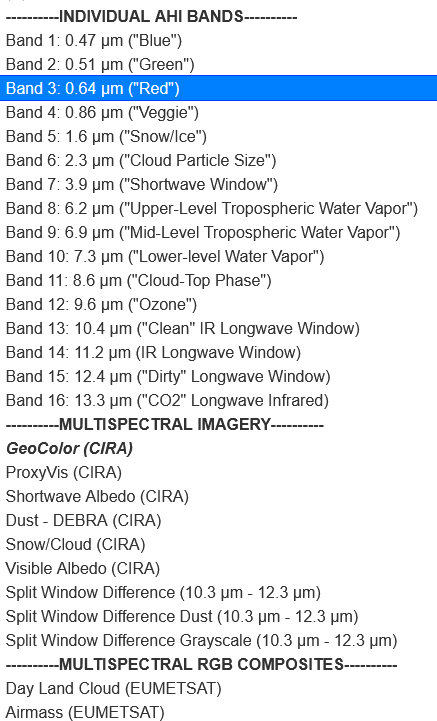 ----------INDIVIDUAL AHI BANDS----------
Band 1: 0.47 µm ("Blue")
Band 2: 0.51 µm ("Green")
Band 3: 0.64 µm ("Red")
Band 4: 0.86 µm ("Veggie")
Band 5: 1.6 µm ("Snow/Ice")
Band 6: 2.3 µm ("Cloud Particle Size")
Band 7: 3.9 µm ("Shortwave Window")
Band 8: 6.2 µm ("Upper-Level Tropospheric Water Vapor")
Band 9: 6.9 µm ("Mid-Level Tropospheric Water Vapor")
Band 10: 7.3 µm ("Lower-level Water Vapor")
Band 11: 8.6 µm ("Cloud-Top Phase")
Band 12: 9.6 µm ("Ozone")
Band 13: 10.4 µm ("Clean" IR Longwave Window)
Band 14: 11.2 µm (IR Longwave Window)
Band 15: 12.4 µm ("Dirty" Longwave Window)
Band 16: 13.3 µm ("CO2" Longwave Infrared)
----------MULTISPECTRAL IMAGERY----------
GeoColor (CIRA)
ProxyVis (CIRA)
Shortwave Albedo (CIRA)
Dust - DEBRA (CIRA)
Snow/Cloud (CIRA)
Visible Albedo (CIRA)
Split Window Difference (10.3 µm - 12.3 µm)
Split Window Difference Dust (10.3 µm - 12.3 µm)
Split Window Difference Grayscale (10.3 µm - 12.3 µm)
----------MULTISPECTRAL RGB COMPOSITES----------
Day Land Cloud (EUMETSAT)
Airmass (EUMETSAT)